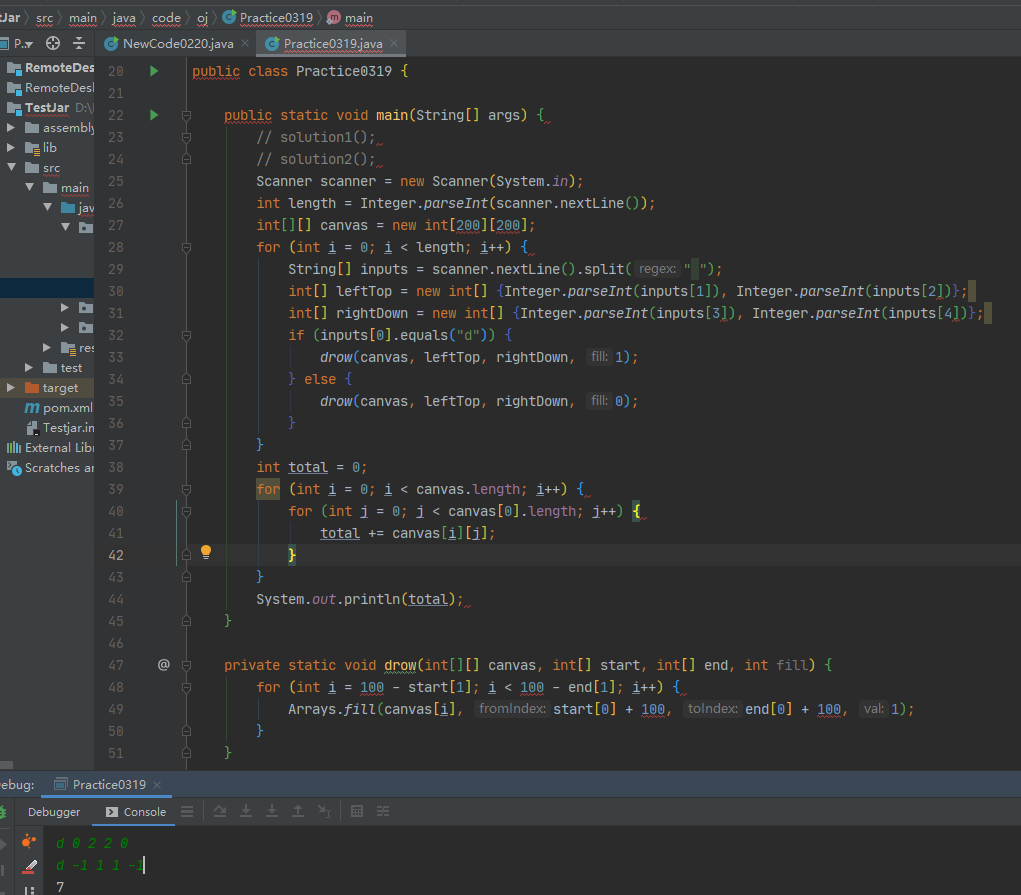 tJar src main java code oj Practice0319 main
P.. NewCode0220.java Practice0319.java
RemoteDes
RemoteDesl
TestJar D:\
assembly
lib
src
main
jav
res
test
target
pom.xml
Testjar.in
External Libr
Scratches ar
20 public class Practice0319 {
21
22 public static void main(String[] args) {
23 // solution1();
24 // solution2();
25 Scanner scanner = new Scanner(System.in);
26 int length = Integer.parseInt(scanner.nextLine());
27 int[][] canvas = new int[200][200];
28 for (int i = 0; i < length; i++) {
29 String[] inputs = scanner.nextLine().split( regex: " ");
30 int[] leftTop = new int[] {Integer.parseInt(inputs[1]), Integer.parseInt(inputs[2])};
31 int[] rightDown = new int[] {Integer.parseInt(inputs[3]), Integer.parseInt(inputs[4])};
32 if (inputs[0].equals("d")) {
33 drow(canvas, leftTop, rightDown, fill: 1);
34 } else {
35 drow(canvas, leftTop, rightDown, fill: 0);
36 }
37 }
38 int total = 0;
39 for (int i = 0; i < canvas.length; i++) {
40 for (int j = 0; j < canvas[0].length; j++) {
41 total += canvas[i][j];
42 }
43 }
44 System.out.println(total);
45 }
46
47 @ private static void drow(int[][] canvas, int[] start, int[] end, int fill) {
48 for (int i = 100 - start[1]; i < 100 - end[1]; i++) {
49 Arrays.fill(canvas[i], fromIndex: start[0] + 100, toIndex: end[0] + 100, val: 1);
50 }
51 }
ebug: Practice0319
Debugger Console
d 0 2 2 0
d -1 1 1 -1
7